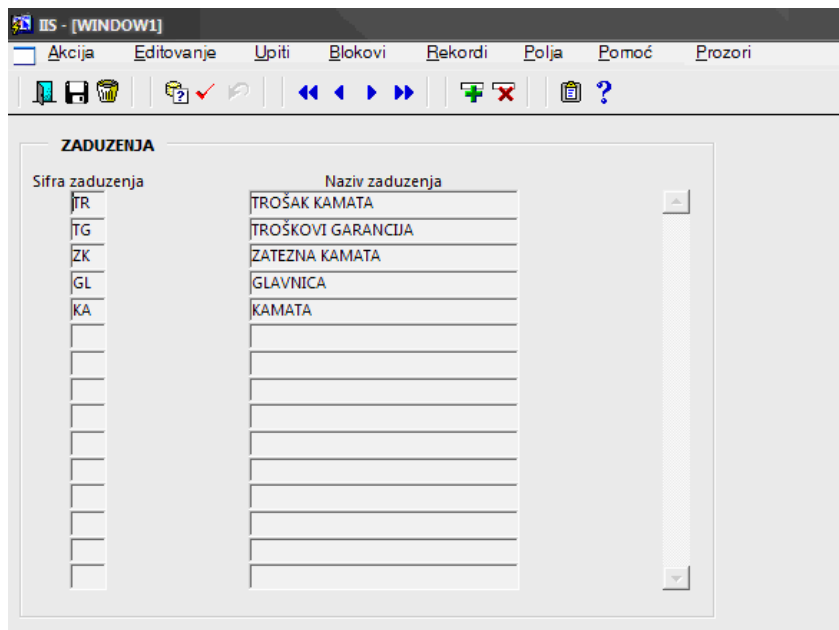 IIS - [WINDOW1]
Akcija Editovanje Upiti Blokovi Rekordi Polja Pomoć Prozori
ZADUZENJA
Sifra zaduzenja Naziv zaduzenja
TR TROŠAK KAMATA
TG TROŠKOVI GARANCIJA
ZK ZATEZNA KAMATA
GL GLAVNICA
KA KAMATA